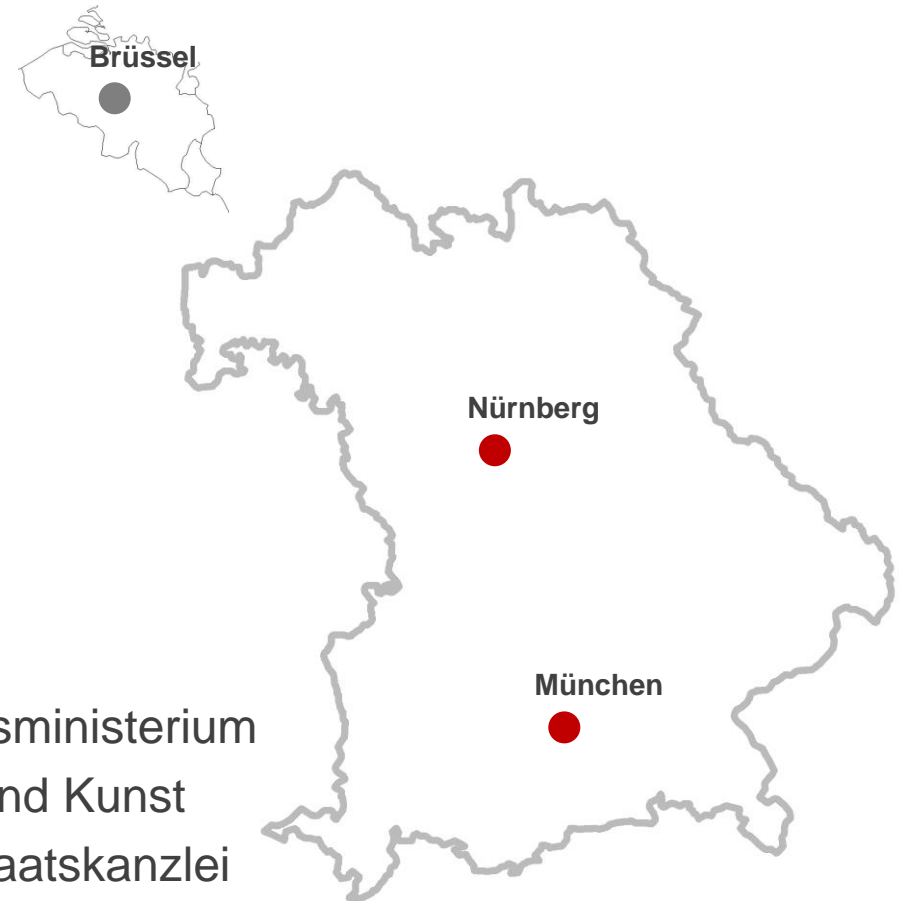 Brüssel
Nürnberg
München
sministerium
nd Kunst
aatskanzlei